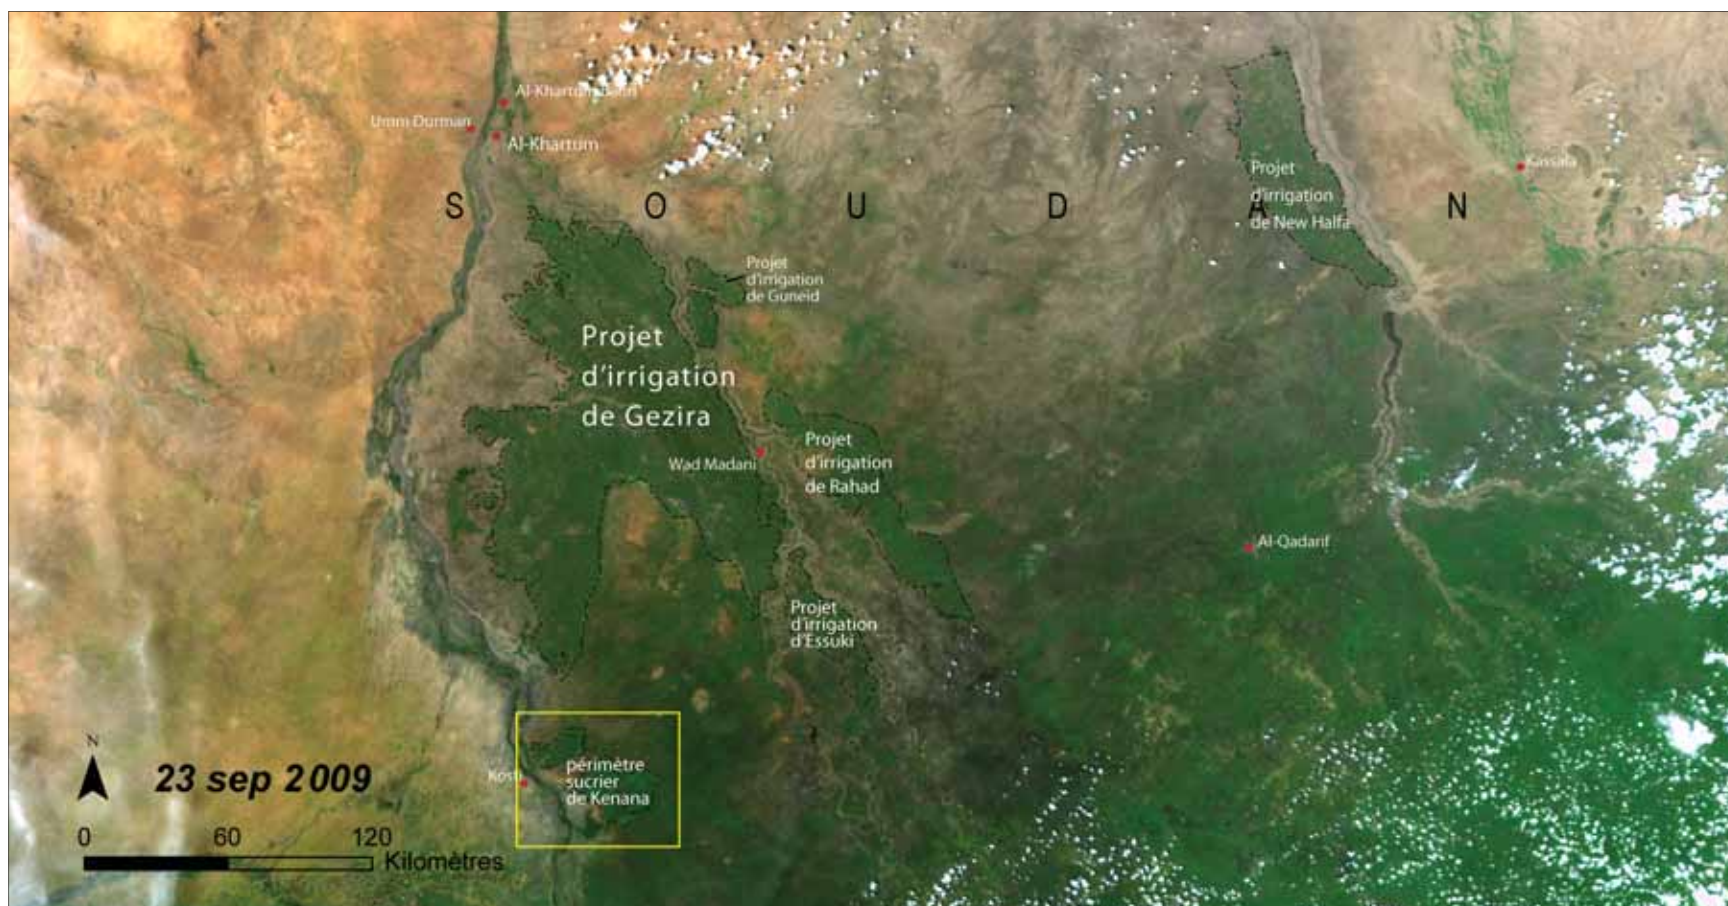 Al-Khartum Bahri
Umm Durman
Al-Khartum
Kassala
Projet
d'irrigation
de New Halfa
S O U D A N
Projet
d'irrigation
de Guneid
Projet
d'irrigation
de Gezira
Projet
d'irrigation
de Rahad
Wad Madani
Al-Qadarif
Projet
d'irrigation
d'Essuki
périmètre
sucrier
de Kenana
Kosti
N
23 sep 2009
0 60 120
Kilomètres